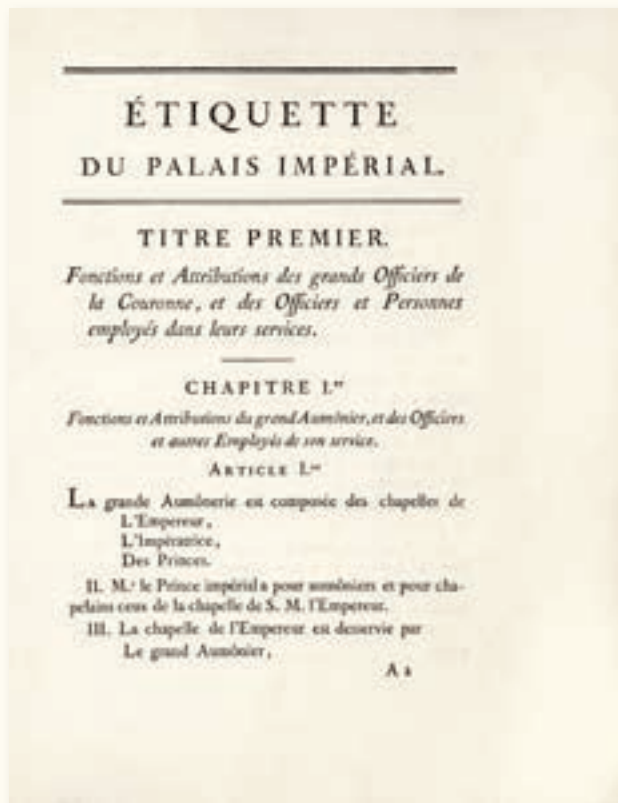 ÉTIQUETTE
DU PALAIS IMPÉRIAL.
TITRE PREMIER.
Fonctions et Attributions des grands Officiers de
la Couronne, et des Officiers et Personnes
employés dans leurs services.
CHAPITRE I.er
Fonctions et Attributions du grand Aumônier, et des Officiers
et autres Employés de son service.
ARTICLE I.er
La grande Aumônerie est composée des chapelles de
L'Empereur,
L'Impératrice,
Des Princes.
II. M.r le Prince impérial a pour aumôniers et pour cha-
pelains ceux de la chapelle de S. M. l'Empereur.
III. La chapelle de l'Empereur est desservie par
Le grand Aumônier,
A 2